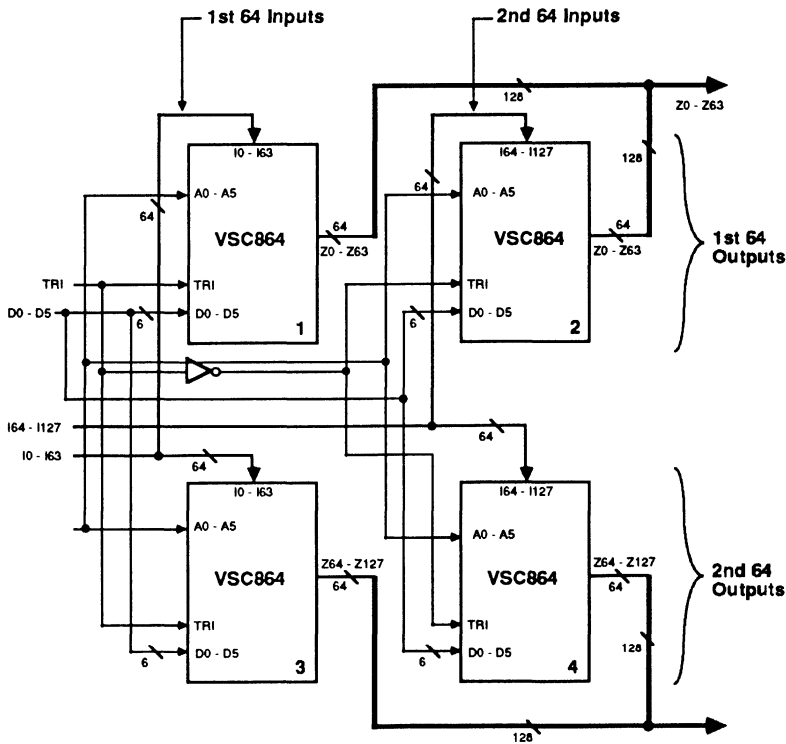 1st 64 Inputs
2nd 64 Inputs
128
Z0 - Z63
I0 - I63
I64 - I127
128
A0 - A5
64
64
A0 - A5
VSC864
64
Z0 - Z63
VSC864
64
Z0 - Z63
1st 64
Outputs
TRI
TRI
TRI
D0 - D5
6
D0 - D5
6
D0 - D5
1
2
I64 - I127
64
I0 - I63
64
I0 - I63
I64 - I127
A0 - A5
A0 - A5
Z64 - Z127
64
Z64 - Z127
64
VSC864
VSC864
2nd 64
Outputs
TRI
TRI
128
6
D0 - D5
6
D0 - D5
3
4
128